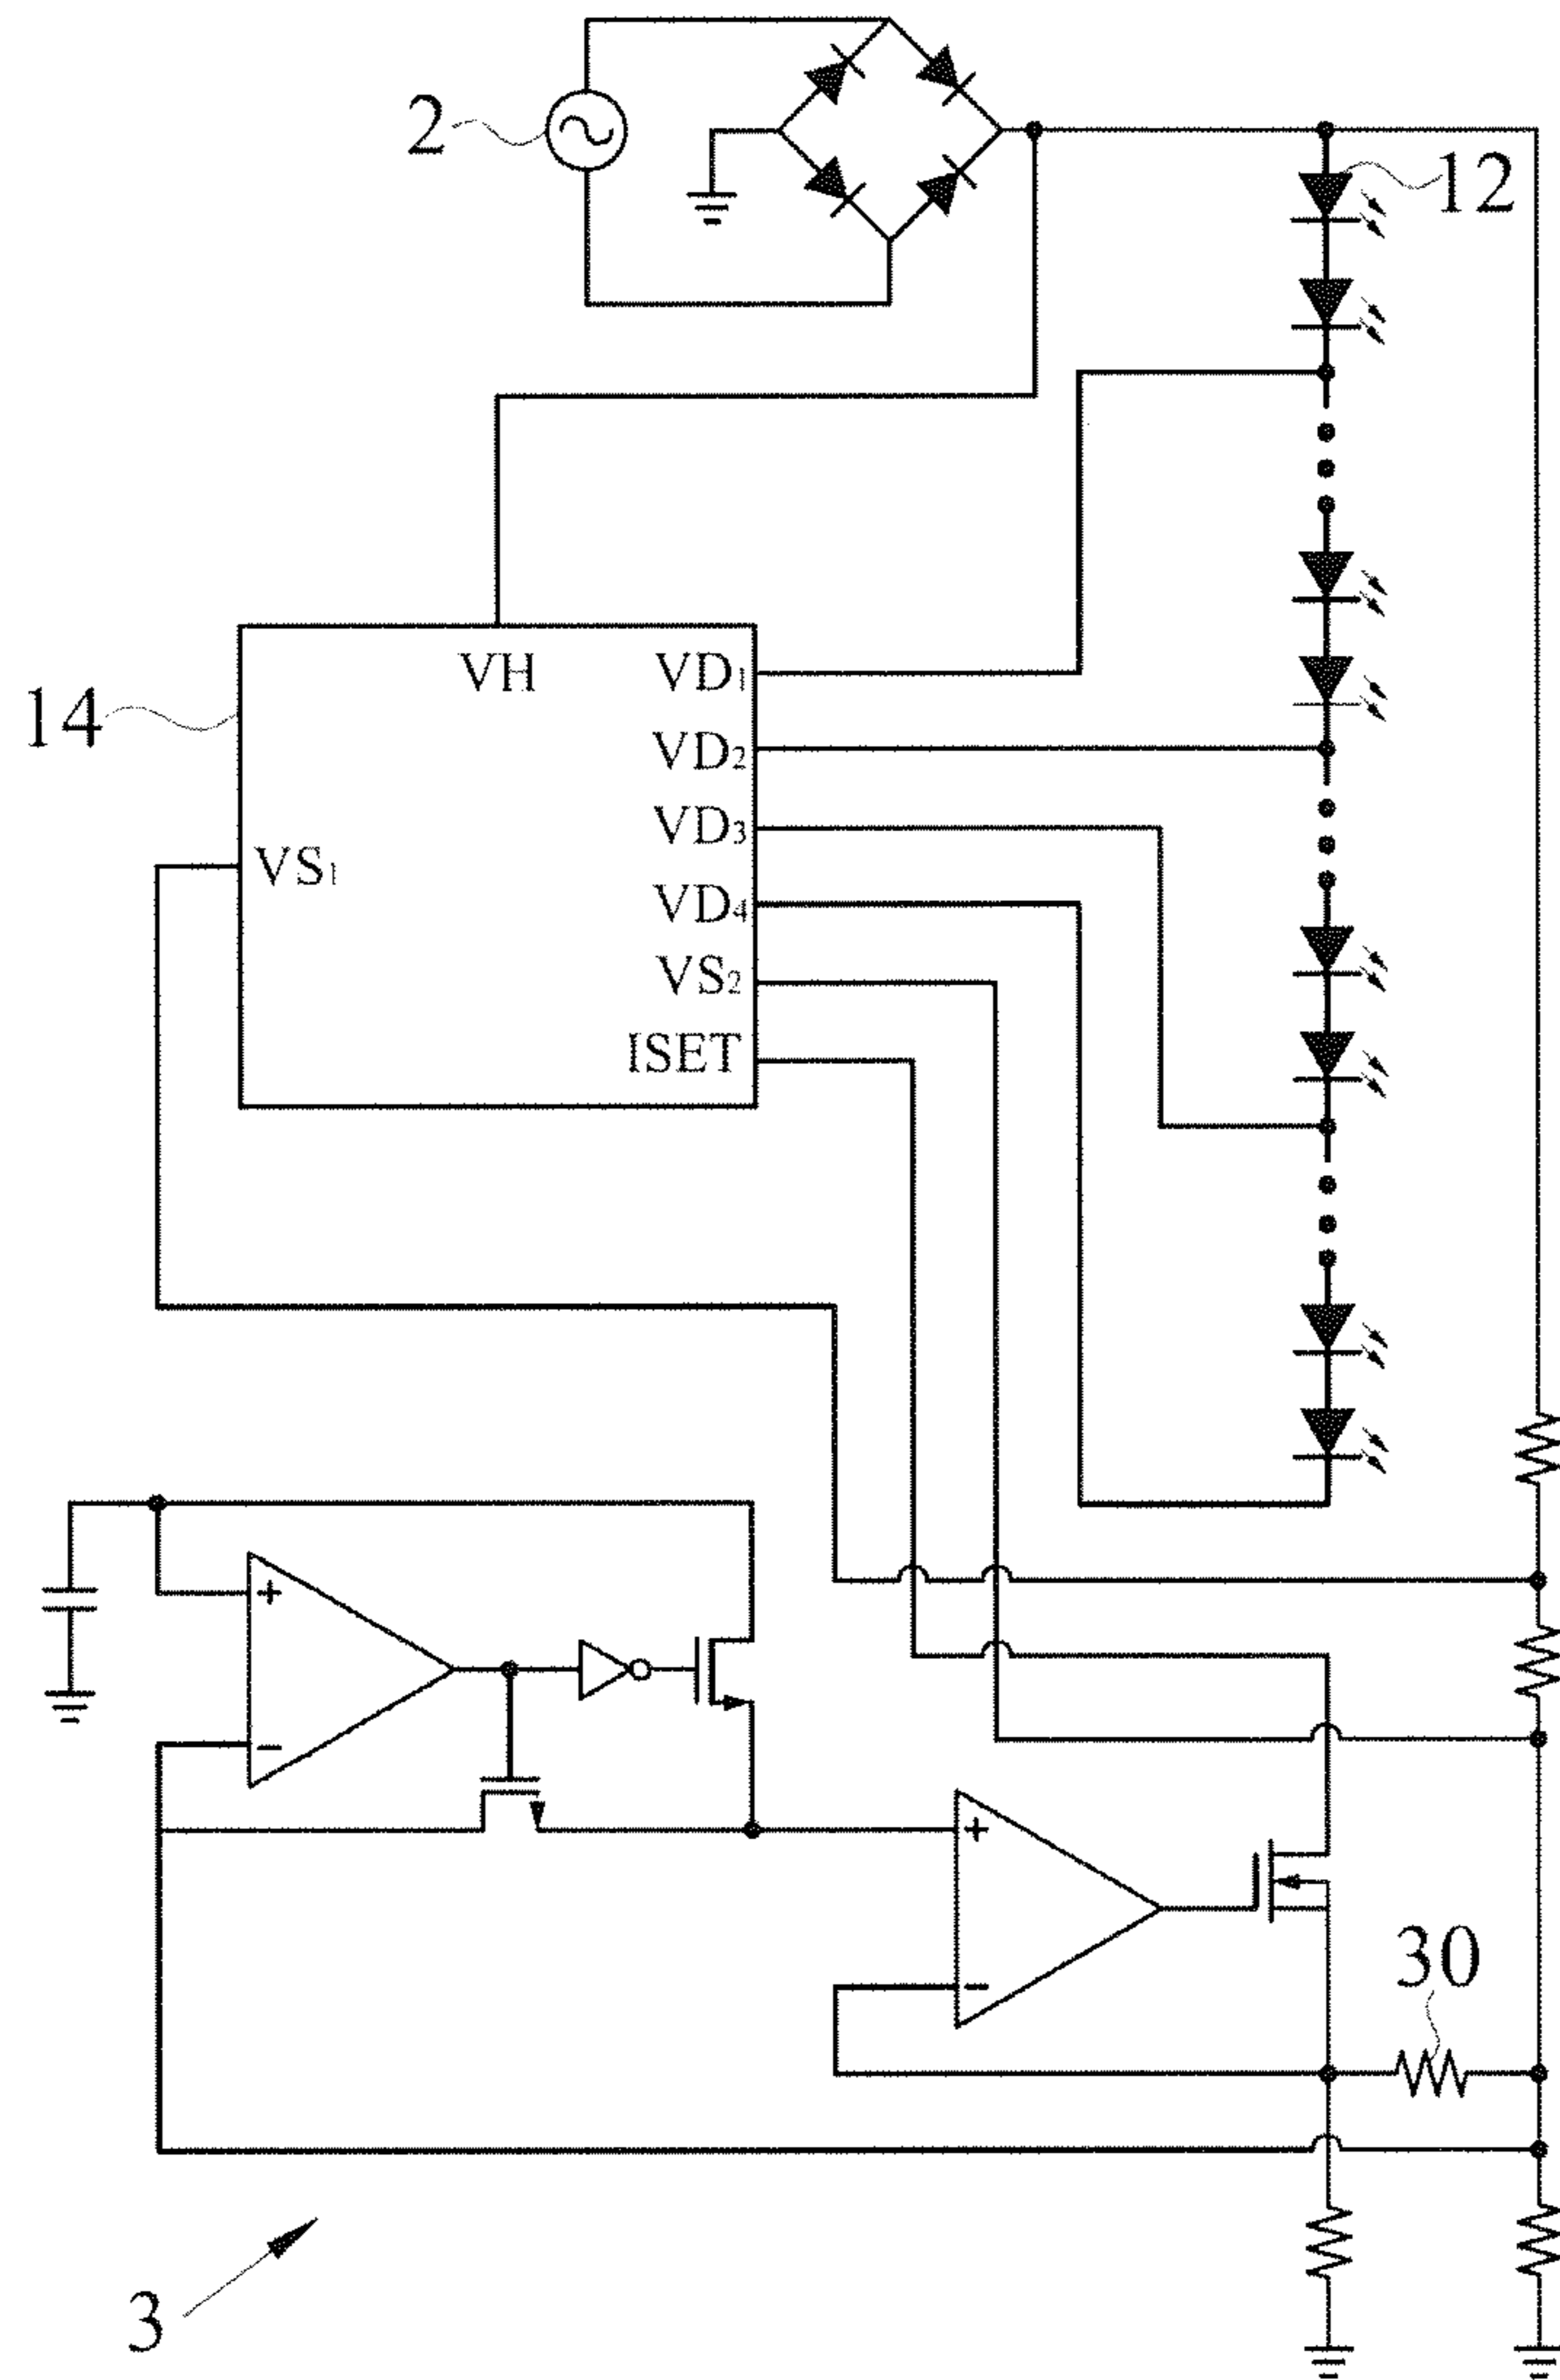 2
12
14
VH
VD₁
VD₂
VS₁
VD₃
VD₄
VS₂
ISET
+
−
+
−
30
3